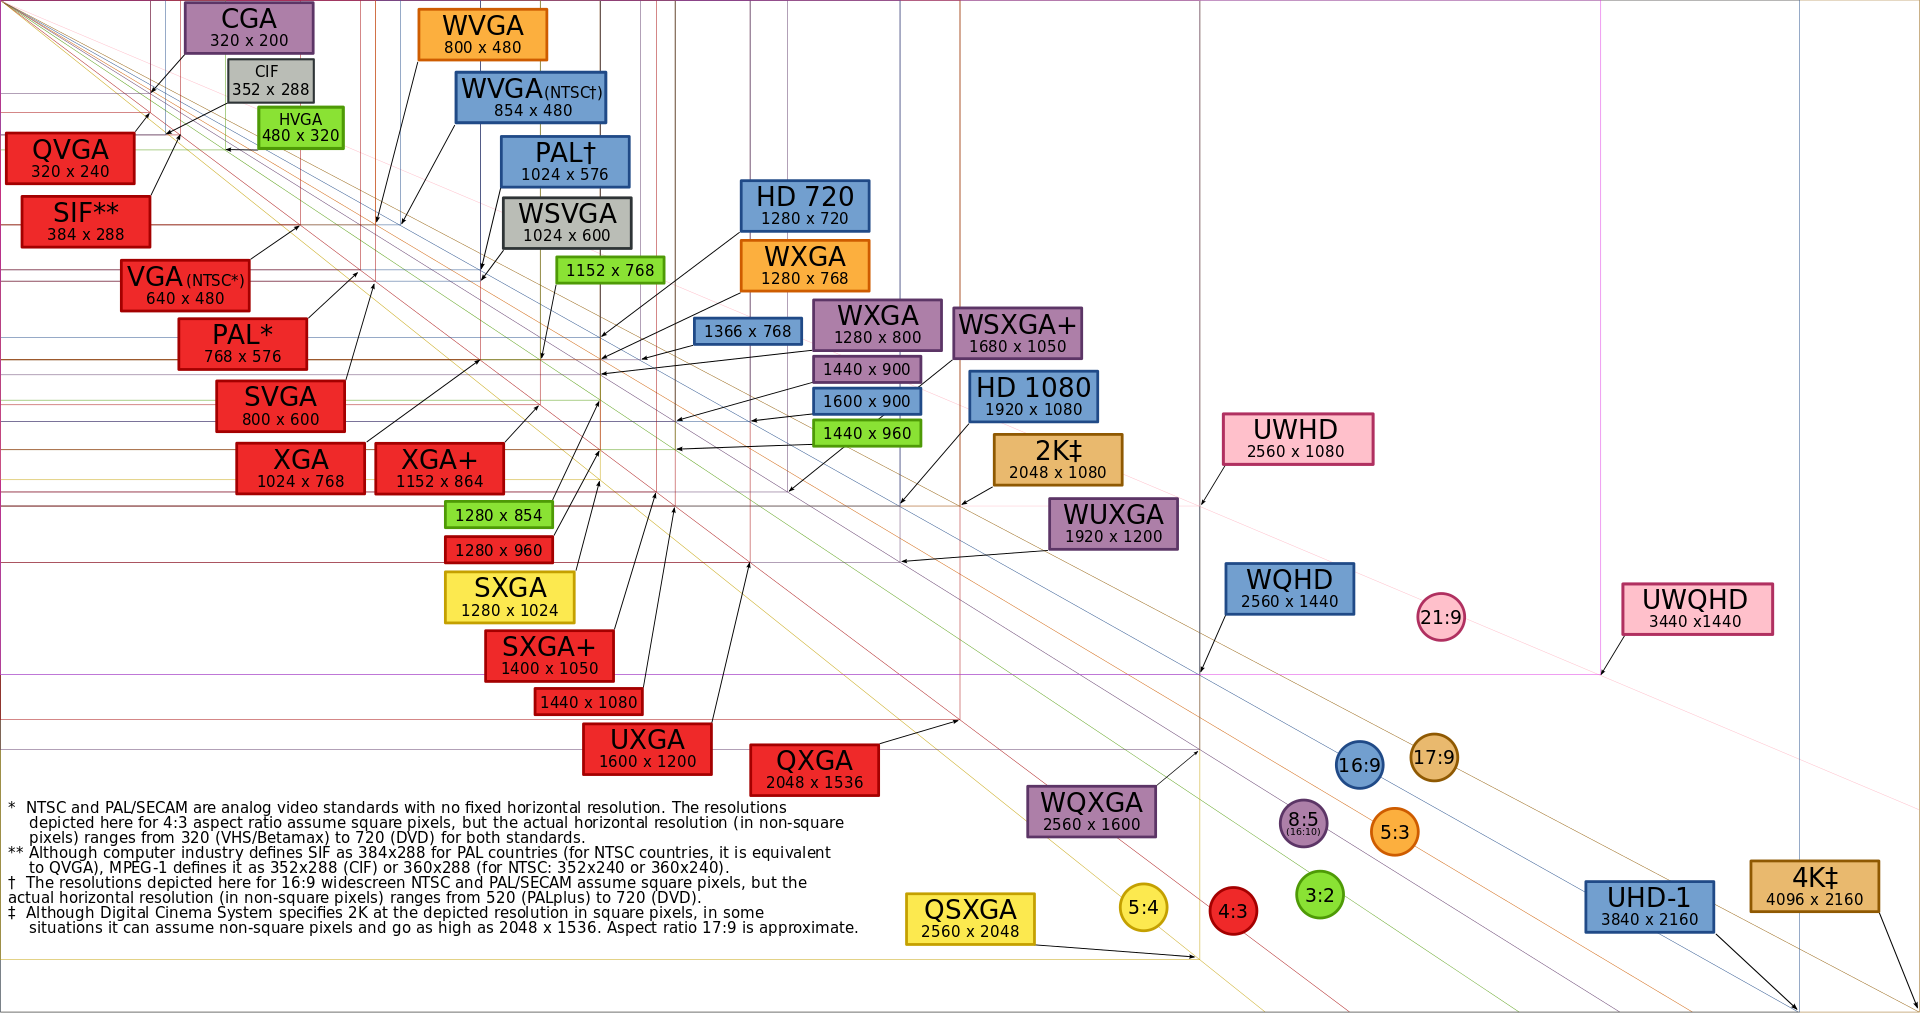 CGA
320 x 200
CIF
352 x 288
HVGA
480 x 320
QVGA
320 x 240
SIF**
384 x 288
VGA (NTSC*)
640 x 480
PAL*
768 x 576
SVGA
800 x 600
XGA
1024 x 768
XGA+
1152 x 864
WVGA
800 x 480
WVGA (NTSC†)
854 x 480
PAL†
1024 x 576
WSVGA
1024 x 600
1152 x 768
HD 720
1280 x 720
WXGA
1280 x 768
1366 x 768
WXGA
1280 x 800
1440 x 900
1600 x 900
1440 x 960
WSXGA+
1680 x 1050
HD 1080
1920 x 1080
2K‡
2048 x 1080
WUXGA
1920 x 1200
UWHD
2560 x 1080
WQHD
2560 x 1440
21:9
UWQHD
3440 x1440
1280 x 854
1280 x 960
SXGA
1280 x 1024
SXGA+
1400 x 1050
1440 x 1080
UXGA
1600 x 1200
QXGA
2048 x 1536
WQXGA
2560 x 1600
16:9
17:9
8:5
(16:10)
5:3
3:2
5:4
4:3
QSXGA
2560 x 2048
UHD-1
3840 x 2160
4K‡
4096 x 2160
* NTSC and PAL/SECAM are analog video standards with no fixed horizontal resolution. The resolutions
depicted here for 4:3 aspect ratio assume square pixels, but the actual horizontal resolution (in non-square
pixels) ranges from 320 (VHS/Betamax) to 720 (DVD) for both standards.
** Although computer industry defines SIF as 384x288 for PAL countries (for NTSC countries, it is equivalent
to QVGA), MPEG-1 defines it as 352x288 (CIF) or 360x288 (for NTSC: 352x240 or 360x240).
† The resolutions depicted here for 16:9 widescreen NTSC and PAL/SECAM assume square pixels, but the
actual horizontal resolution (in non-square pixels) ranges from 520 (PALplus) to 720 (DVD).
‡ Although Digital Cinema System specifies 2K at the depicted resolution in square pixels, in some
situations it can assume non-square pixels and go as high as 2048 x 1536. Aspect ratio 17:9 is approximate.